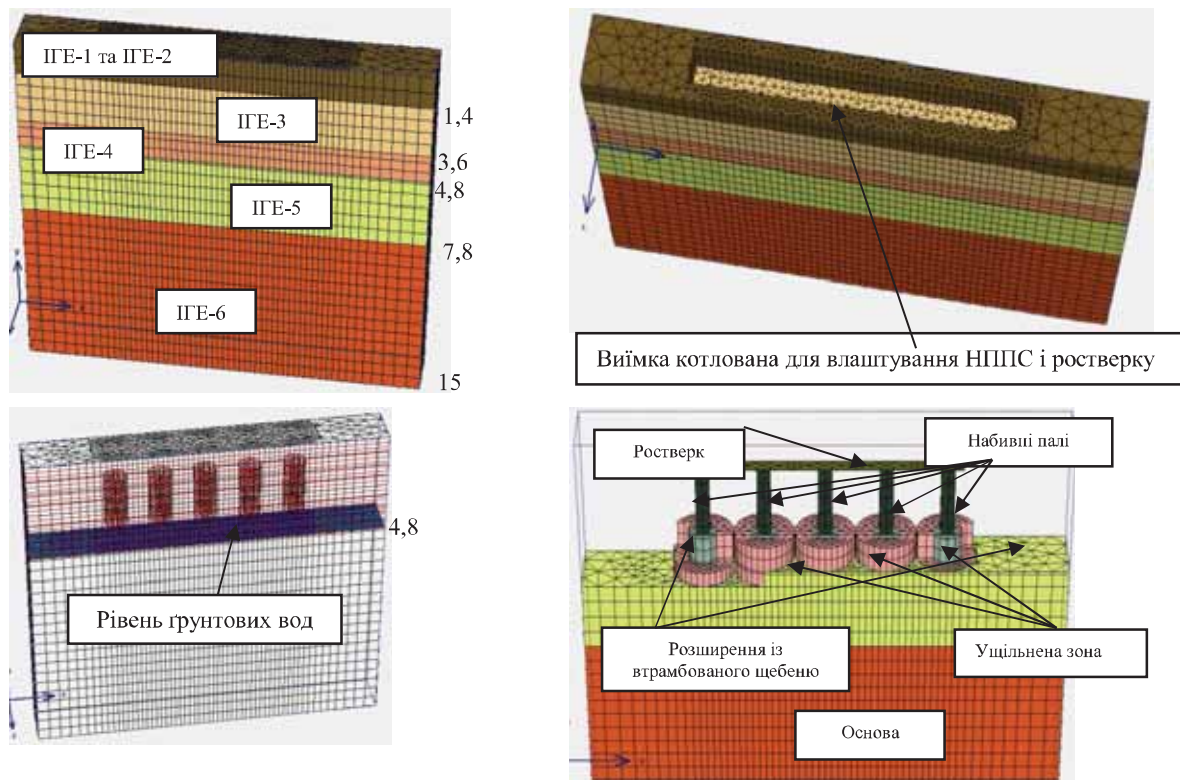 ІГЕ-1 та ІГЕ-2
ІГЕ-3
1,4
ІГЕ-4
3,6
4,8
ІГЕ-5
7,8
ІГЕ-6
15
Виїмка котлована для влаштування НППС і ростверку
4,8
Рівень ґрунтових вод
Ростверк
Набивні палі
Розширення із
втрамбованого щебеню
Ущільнена зона
Основа